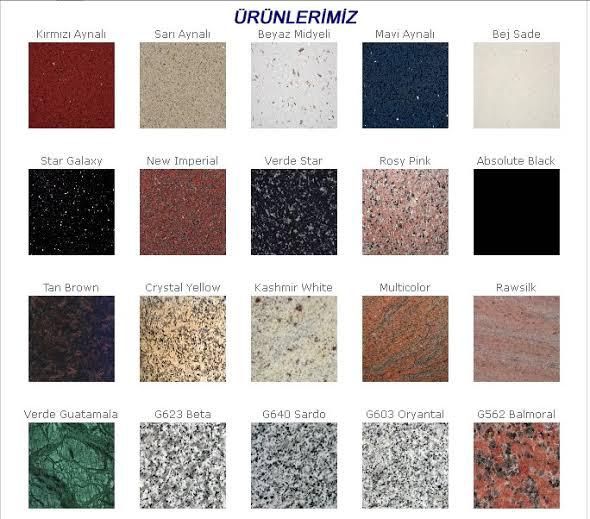 ÜRÜNLERİMİZ
Kırmızı Aynalı Sarı Aynalı Beyaz Midyeli Mavi Aynalı Bej Sade
Star Galaxy New Imperial Verde Star Rosy Pink Absolute Black
Tan Brown Crystal Yellow Kashmir White Multicolor Rawsilk
Verde Guatamala G623 Beta G640 Sardo G603 Oryantal G562 Balmoral